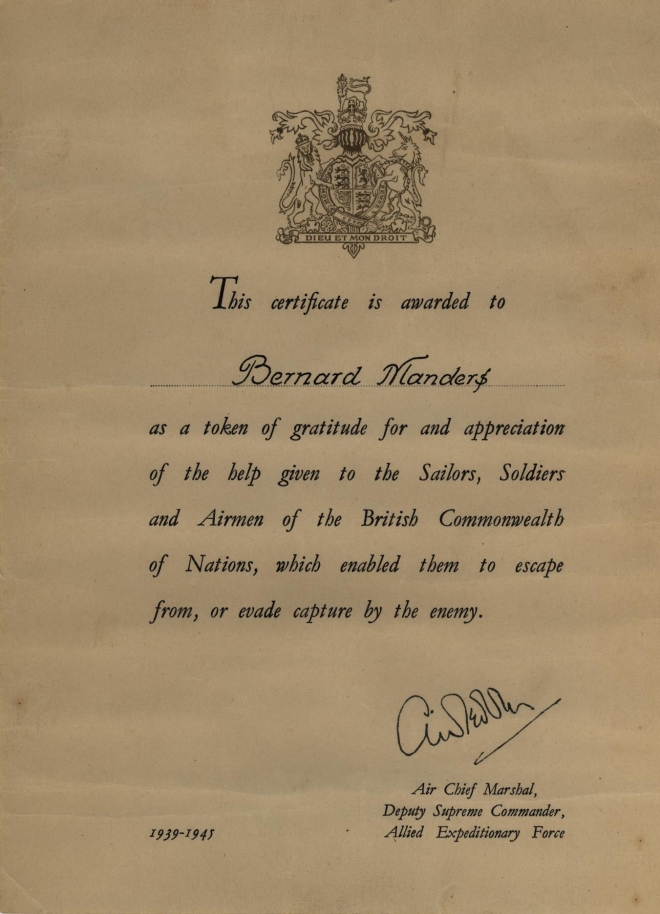 DIEU ET MON DROIT
This certificate is awarded to
Bernard Manders
as a token of gratitude for and appreciation
of the help given to the Sailors, Soldiers
and Airmen of the British Commonwealth
of Nations, which enabled them to escape
from, or evade capture by the enemy.
Air Chief Marshal,
Deputy Supreme Commander,
1939-1945
Allied Expeditionary Force